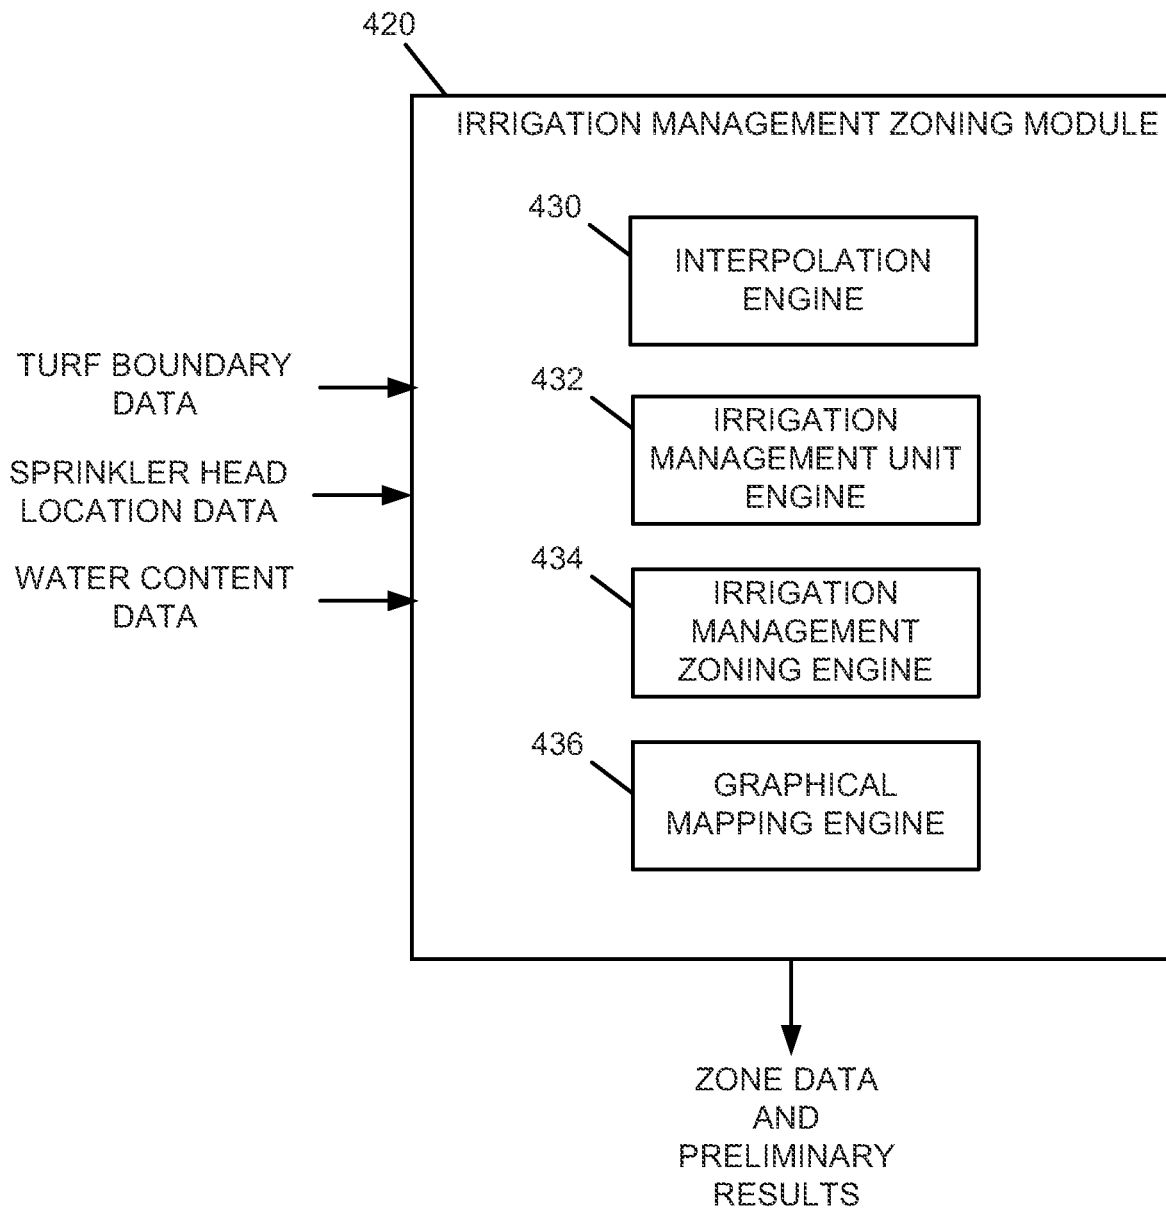 420
IRRIGATION MANAGEMENT ZONING MODULE
430
INTERPOLATION
ENGINE
TURF BOUNDARY
DATA
432
IRRIGATION
MANAGEMENT UNIT
ENGINE
SPRINKLER HEAD
LOCATION DATA
WATER CONTENT
DATA
434
IRRIGATION
MANAGEMENT
ZONING ENGINE
436
GRAPHICAL
MAPPING ENGINE
ZONE DATA
AND
PRELIMINARY
RESULTS